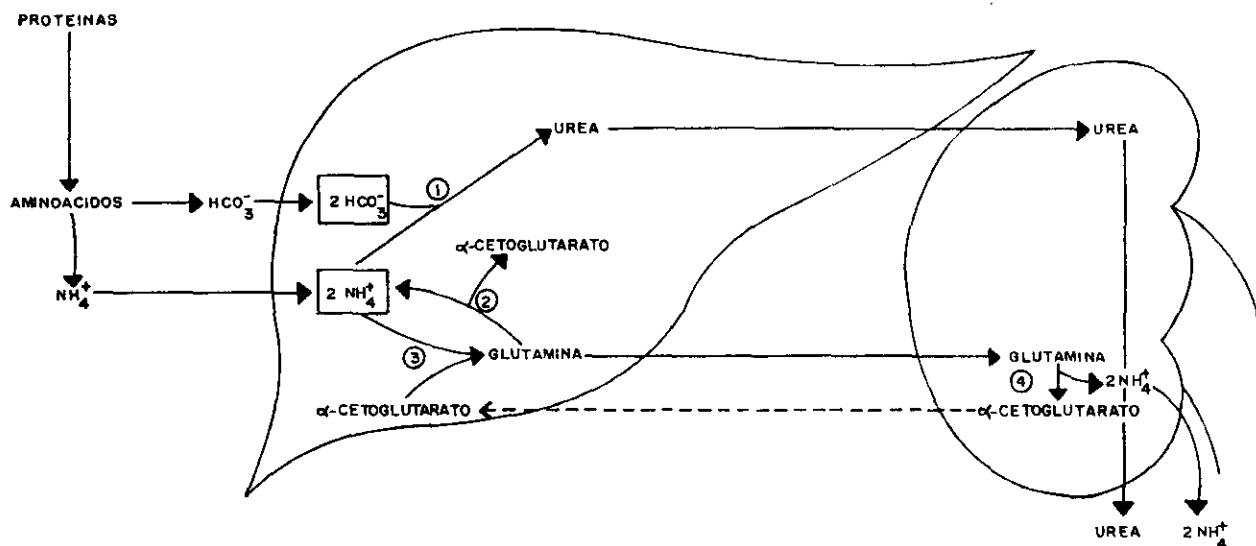 PROTEINAS
UREA
UREA
AMINOACIDOS
HCO₃⁻
2 HCO₃⁻
①
α-CETOGLUTARATO
NH₄⁺
2 NH₄⁺
②
③
GLUTAMINA
GLUTAMINA
④
2 NH₄⁺
α-CETOGLUTARATO
α-CETOGLUTARATO
UREA
2 NH₄⁺